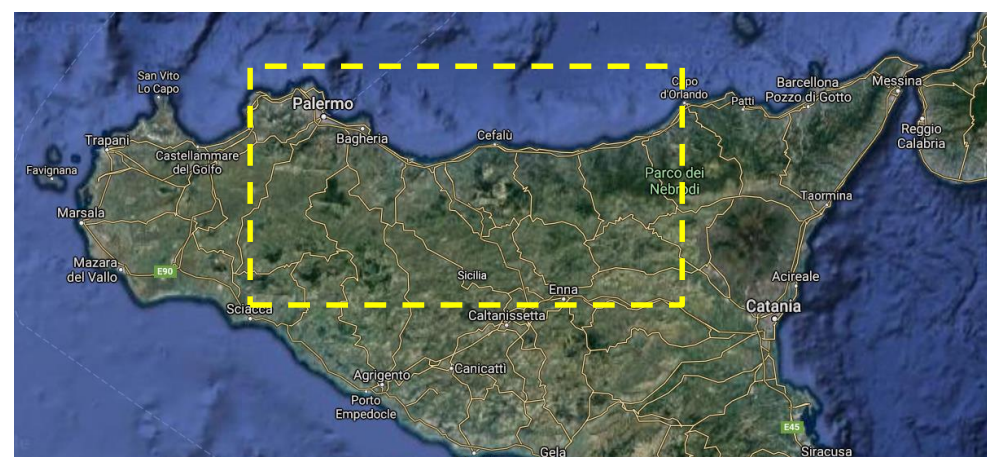 San Vito
Lo Capo
Palermo
Capo
d'Orlando
Barcellona
Pozzo di Gotto
Messina
Patti
Trapani
Bagheria
Cefalù
Reggio
Calabria
Castellammare
del Golfo
Favignana
Parco dei
Nebrodi
Taormina
Marsala
Mazara
del Vallo
E90
Sicilia
Acireale
Enna
Sciacca
Caltanissetta
Catania
Agrigento
Canicattì
Porto
Empedocle
E45
Gela
Siracusa